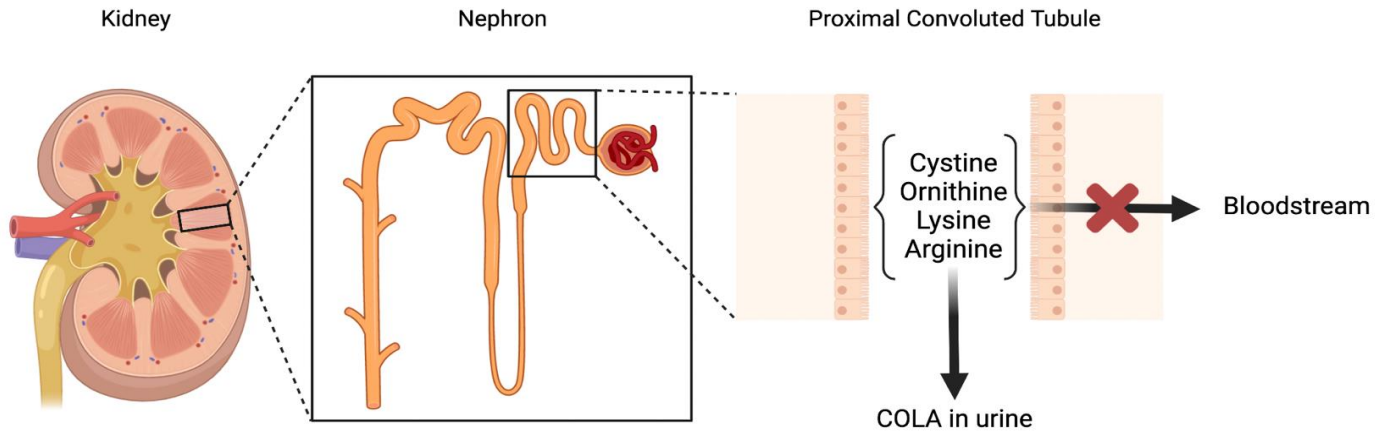 Kidney
Nephron
Proximal Convoluted Tubule
Cystine
Ornithine
Lysine
Arginine
Bloodstream
COLA in urine